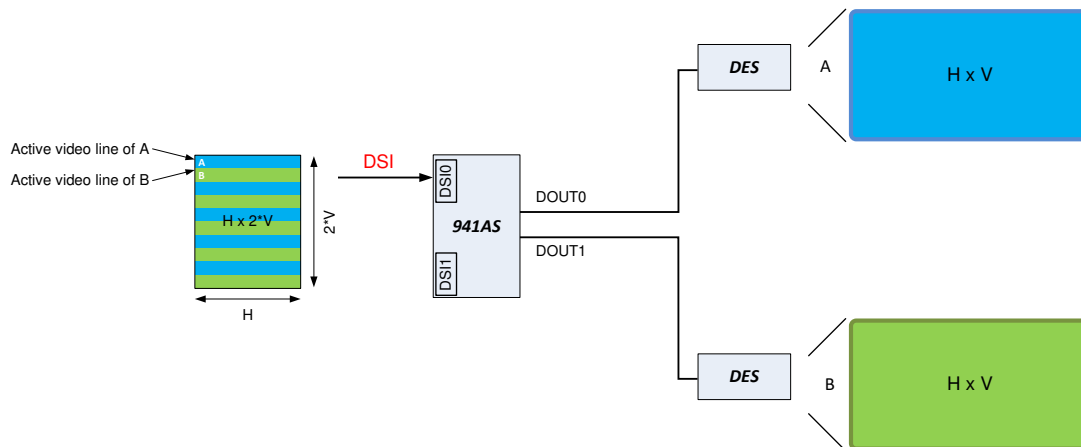 DES
A
H x V
Active video line of A
Active video line of B
A
B
H x 2*V
2*V
H
DSI
DSI0
941AS
DSI1
DOUT0
DOUT1
DES
B
H x V